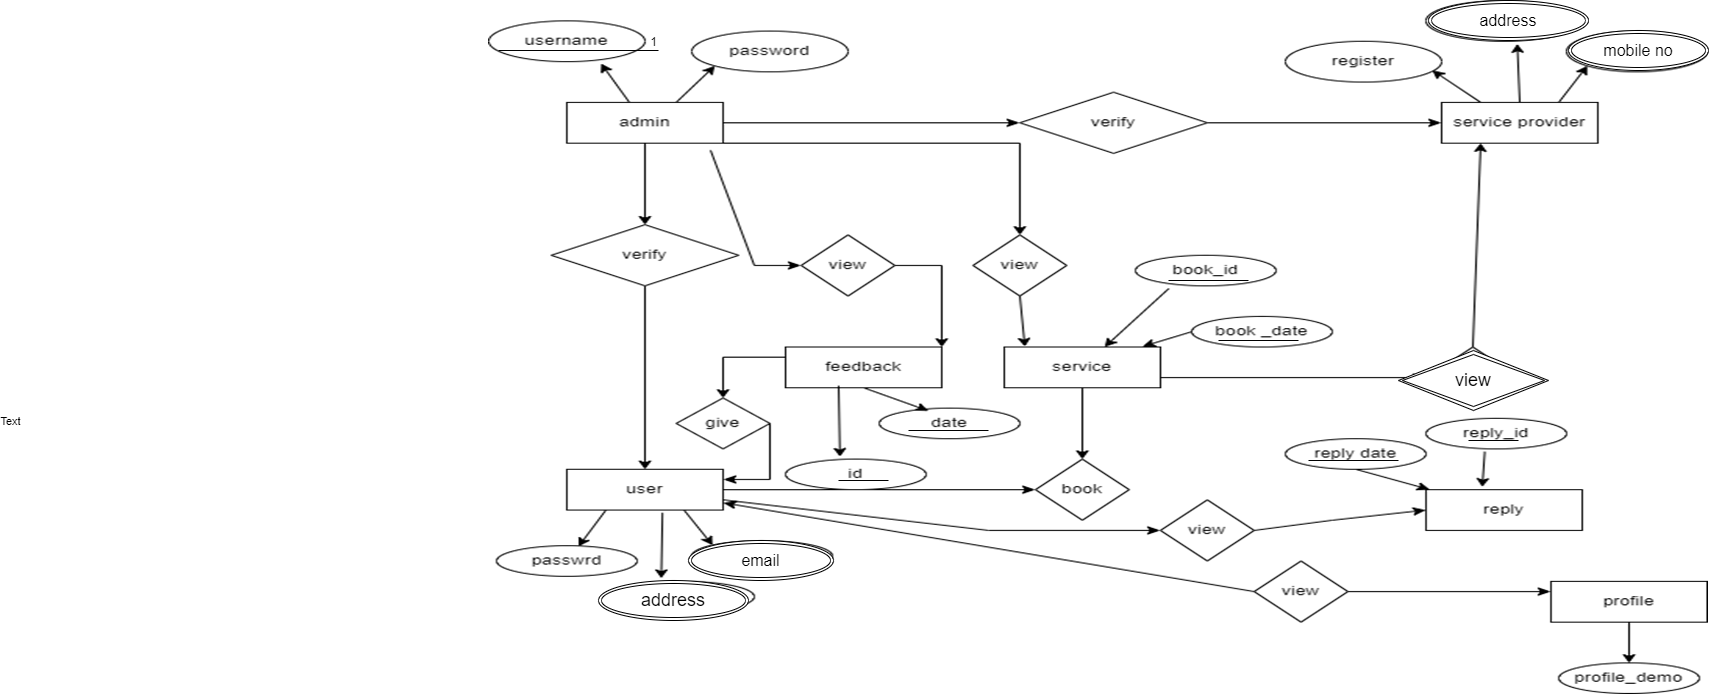 address
username
1
password
register
mobile no
admin
verify
service provider
verify
view
view
book_id
book _date
feedback
service
view
Text
give
date
reply_id
reply date
id
user
book
reply
view
passwrd
email
address
view
profile
profile_demo